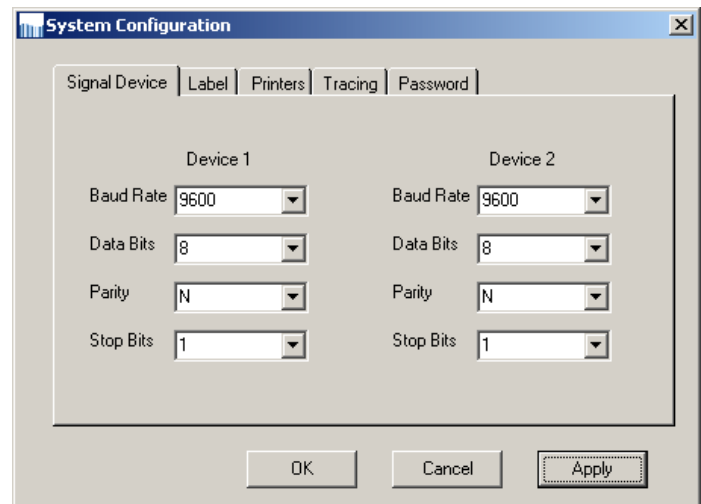 System Configuration
Signal Device Label Printers Tracing Password
Device 1 Device 2
Baud Rate 9600 Baud Rate 9600
Data Bits 8 Data Bits 8
Parity N Parity N
Stop Bits 1 Stop Bits 1
OK Cancel Apply